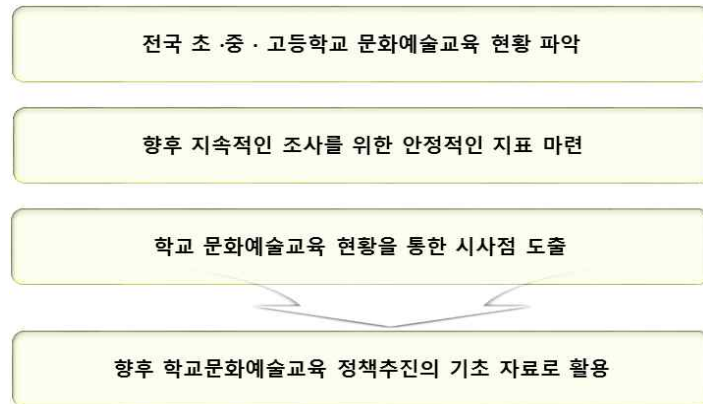 전국 초 ·중 · 고등학교 문화예술교육 현황 파악
향후 지속적인 조사를 위한 안정적인 지표 마련
학교 문화예술교육 현황을 통한 시사점 도출
향후 학교문화예술교육 정책추진의 기초 자료로 활용